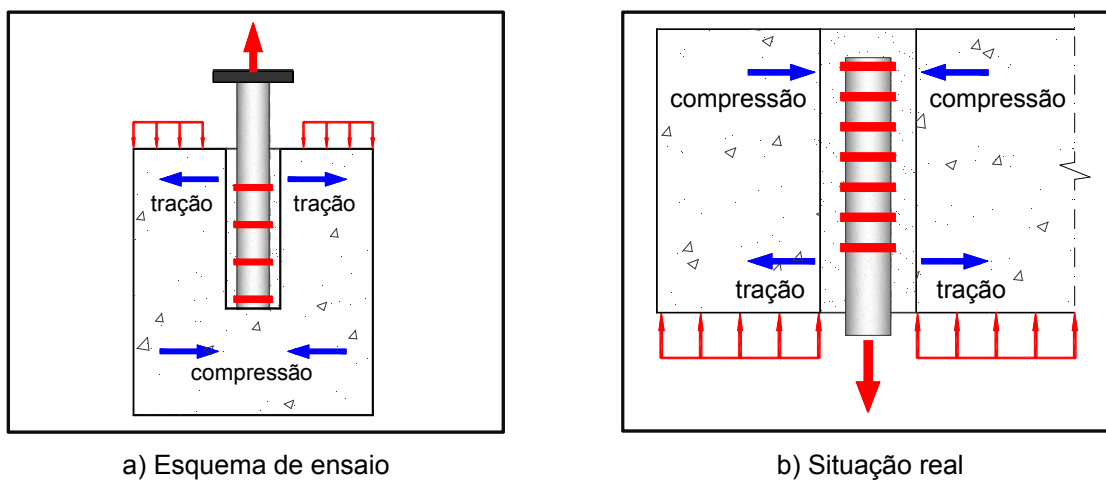 tração tração
compressão
a) Esquema de ensaio
compressão compressão
tração tração
b) Situação real